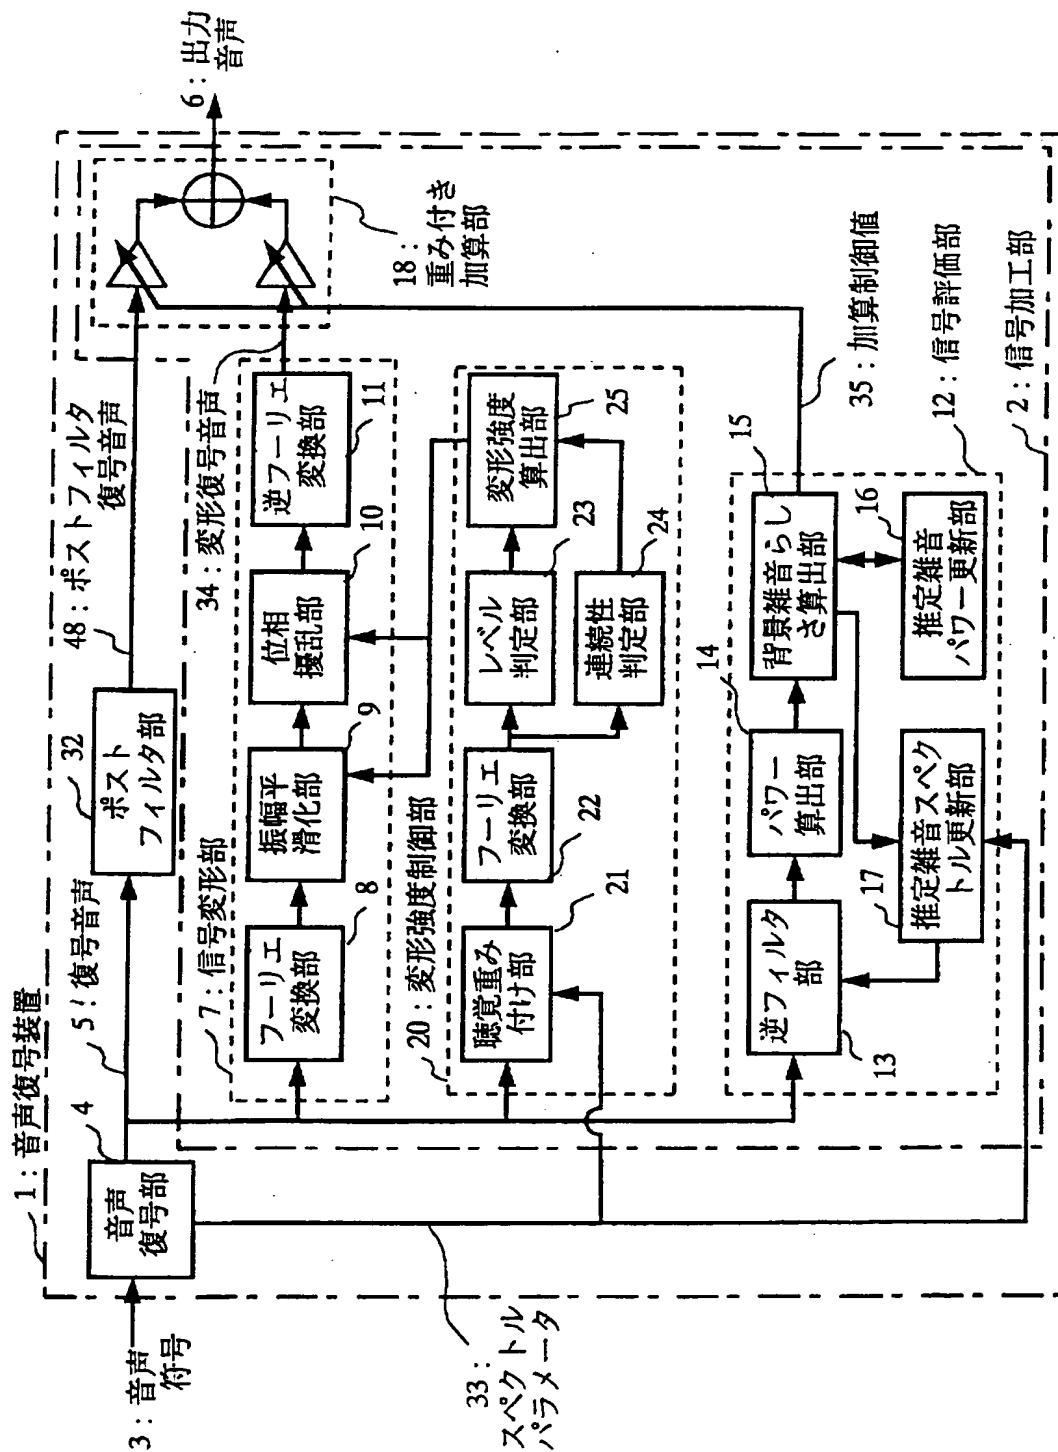 1：音声復号装置
3：音声
符号
音声
復号部
4
5：復号音声
32
ポスト
フィルタ部
48：ポストフィルタ
復号音声
6：出力
音声
18：
重み付き
加算部
7：信号変形部
フーリエ
変換部
8
振幅平
滑化部
9
位相
擾乱部
10
34：変形復号音声
逆フーリエ
変換部
11
20：変形強度制御部
聴覚重み
付け部
21
フーリエ
変換部
22
レベル
判定部
23
連続性
判定部
24
変形強度
算出部
25
33：
スペクトル
パラメータ
逆フィルタ
部
13
パワー
算出部
14
背景雑音らし
さ算出部
15
推定雑音
パワー更新部
16
推定雑音スペク
トル更新部
17
35：加算制御値
12：信号評価部
2：信号加工部